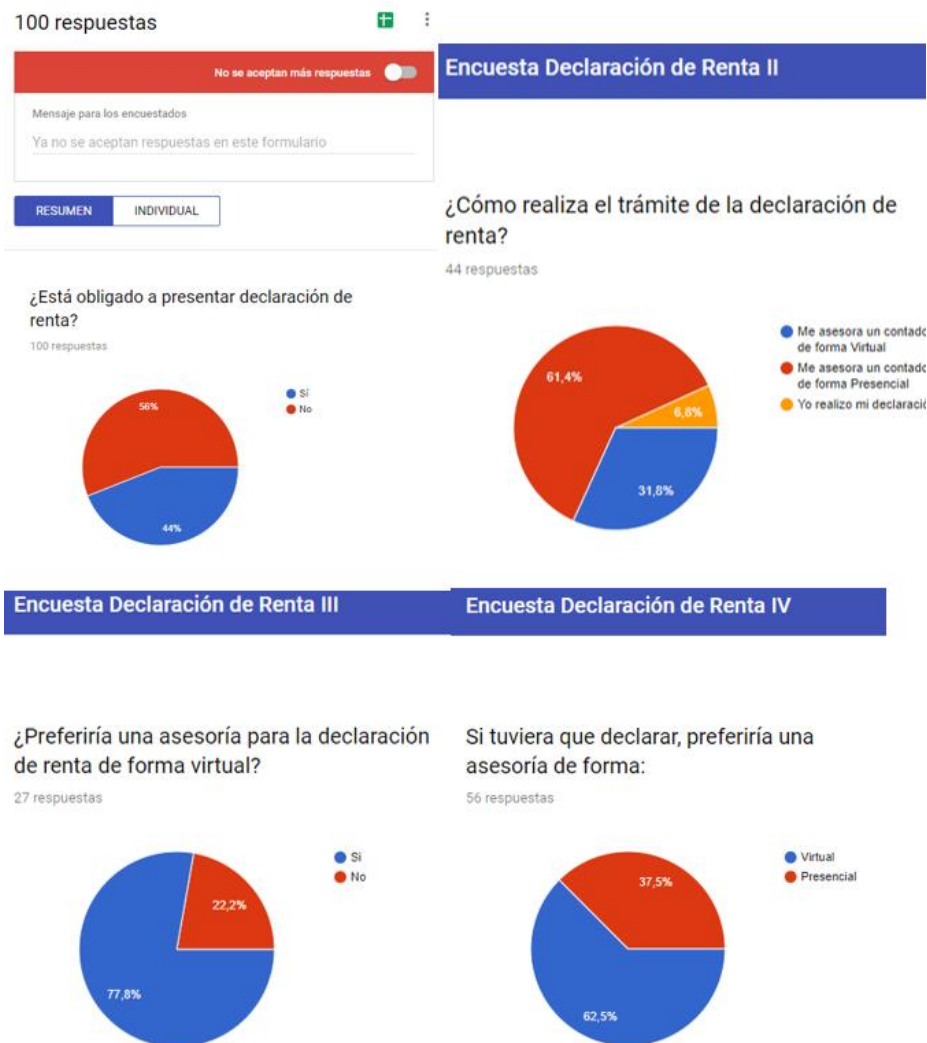 100 respuestas
No se aceptan más respuestas
Mensaje para los encuestados
Ya no se aceptan respuestas en este formulario
RESUMEN
INDIVIDUAL
¿Está obligado a presentar declaración de
renta?
100 respuestas
56%
44%
Sí
No
Encuesta Declaración de Renta II
¿Cómo realiza el trámite de la declaración de
renta?
44 respuestas
61,4%
6,8%
31,8%
Me asesora un contado
de forma Virtual
Me asesora un contado
de forma Presencial
Yo realizo mi declaració
Encuesta Declaración de Renta III
¿Preferiría una asesoría para la declaración
de renta de forma virtual?
27 respuestas
22,2%
77,8%
Si
No
Encuesta Declaración de Renta IV
Si tuviera que declarar, preferiría una
asesoría de forma:
56 respuestas
37,5%
62,5%
Virtual
Presencial